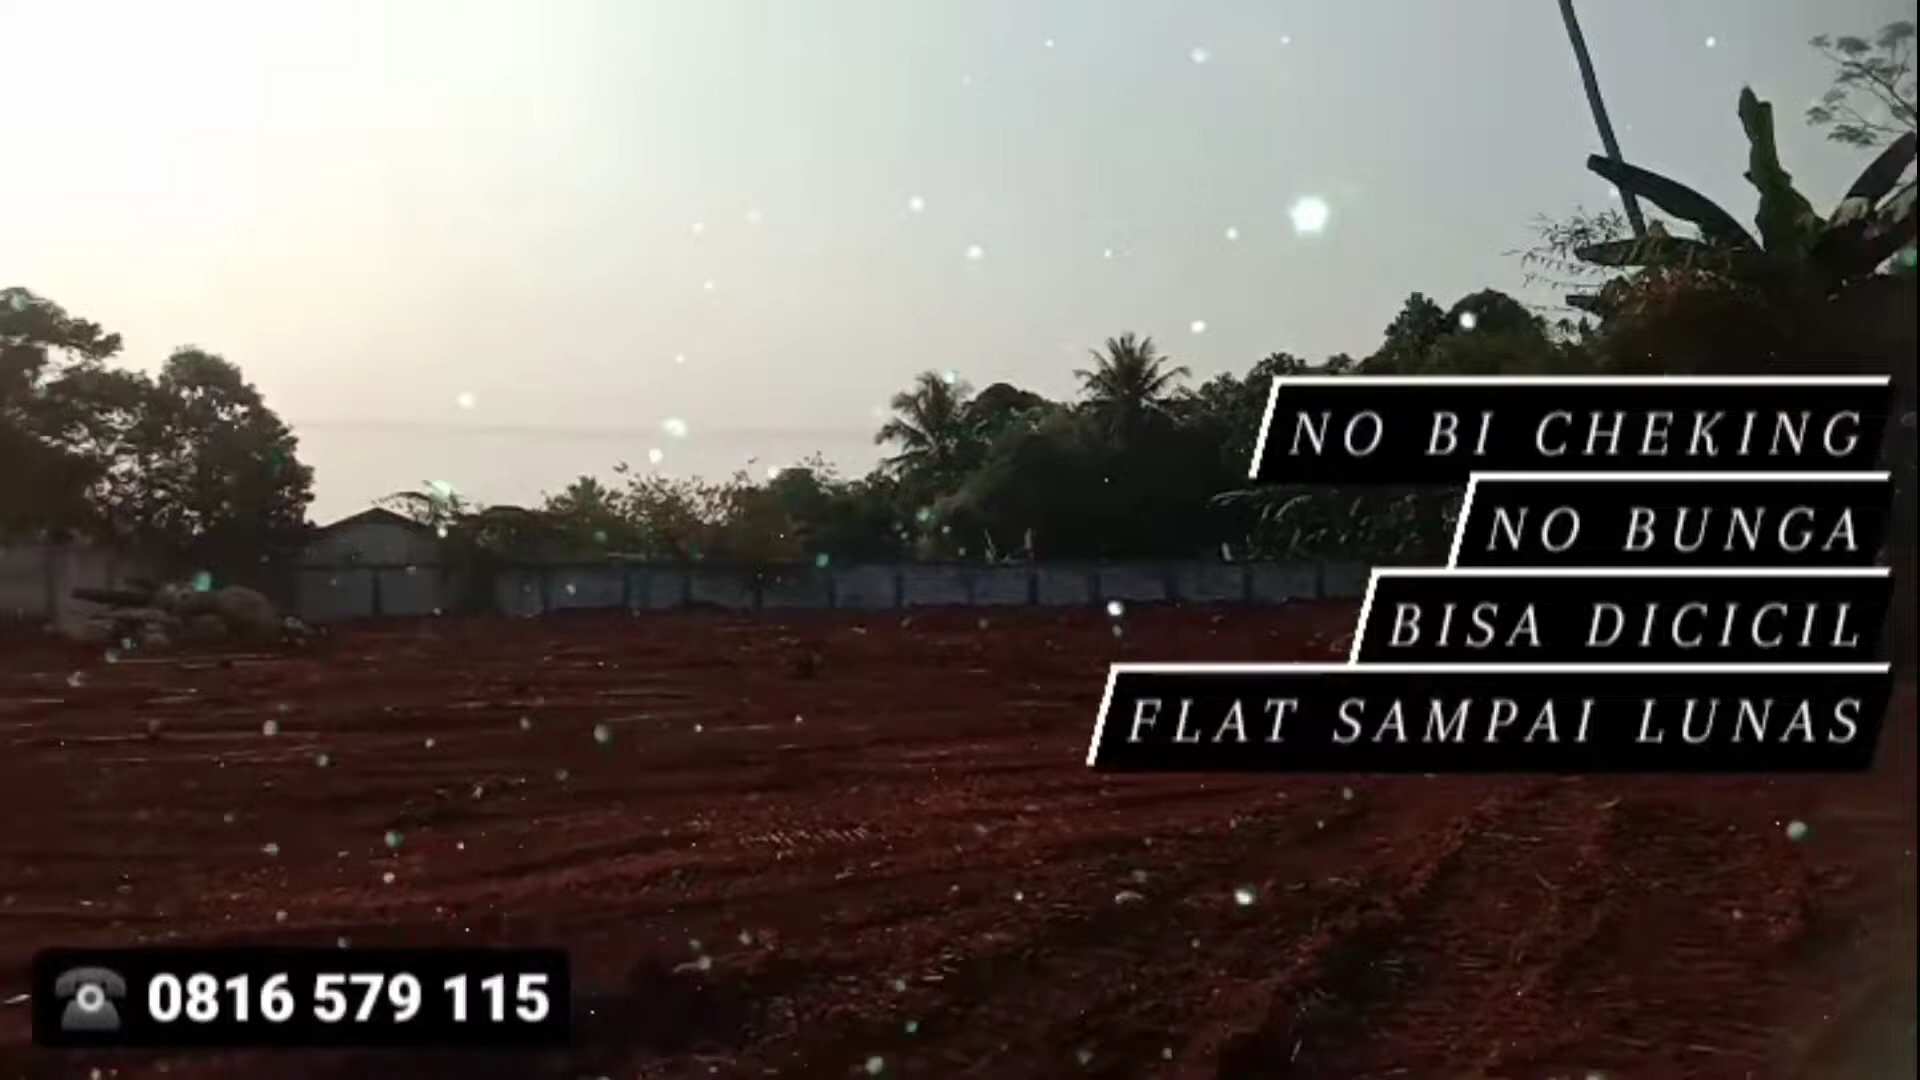 NO BI CHEKING
NO BUNGA
BISA DICICIL
FLAT SAMPAI LUNAS
0816 579 115